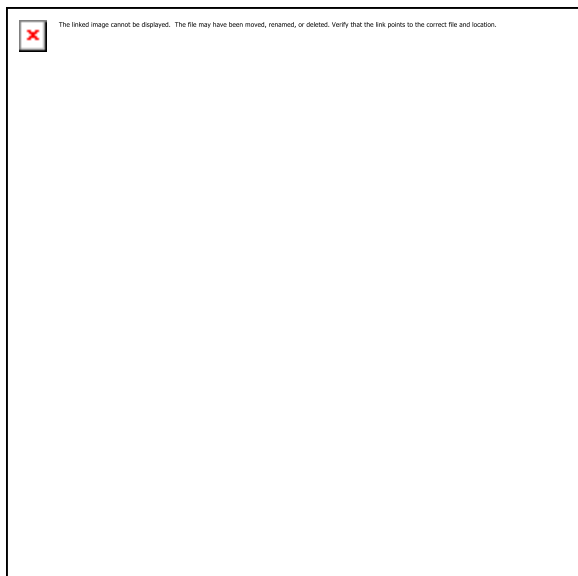 The linked image cannot be displayed.  The file may have been moved, renamed, or deleted. Verify that the link points to the correct file and location.